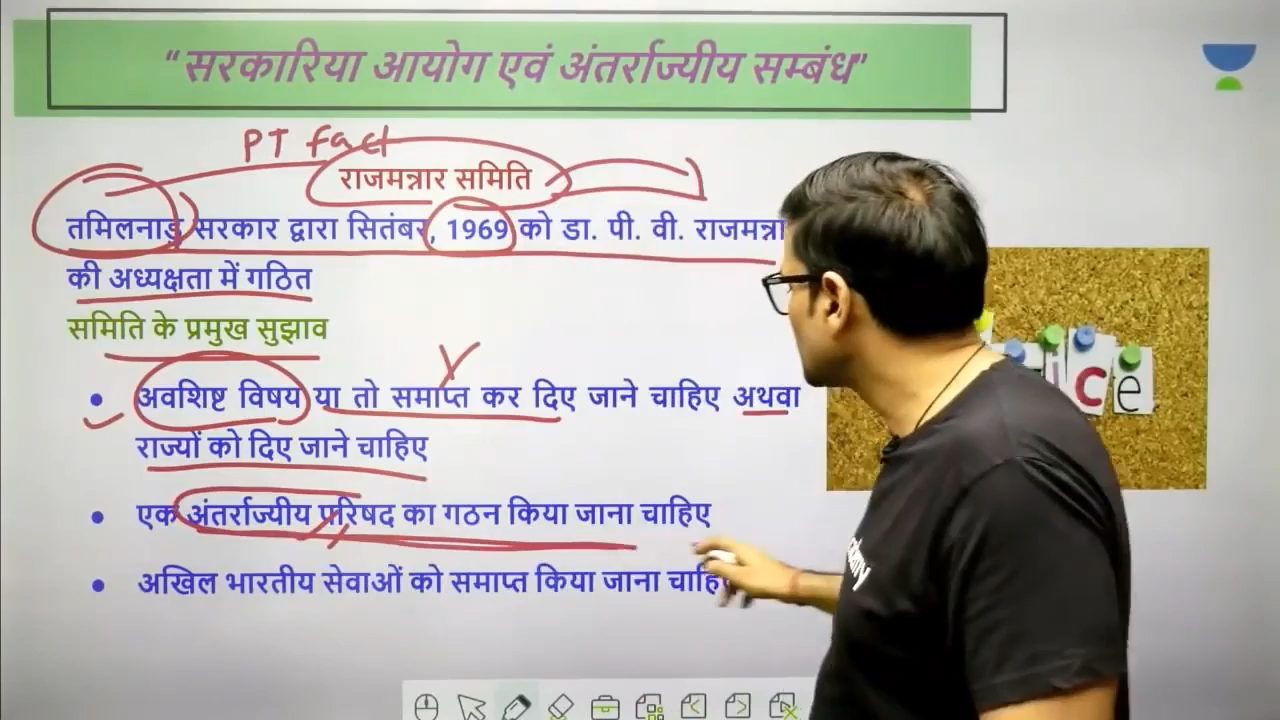 “सरकारिया आयोग एवं अंतर्राज्यीय सम्बंध”
PT fact
राजमन्नार समिति
तमिलनाडु सरकार द्वारा सितंबर, 1969 को डा. पी. वी. राजमन्ना
की अध्यक्षता में गठित
समिति के प्रमुख सुझाव
अवशिष्ट विषय या तो समाप्त कर दिए जाने चाहिए अथवा
राज्यों को दिए जाने चाहिए
एक अंतर्राज्यीय परिषद का गठन किया जाना चाहिए
अखिल भारतीय सेवाओं को समाप्त किया जाना चाहिए
ice